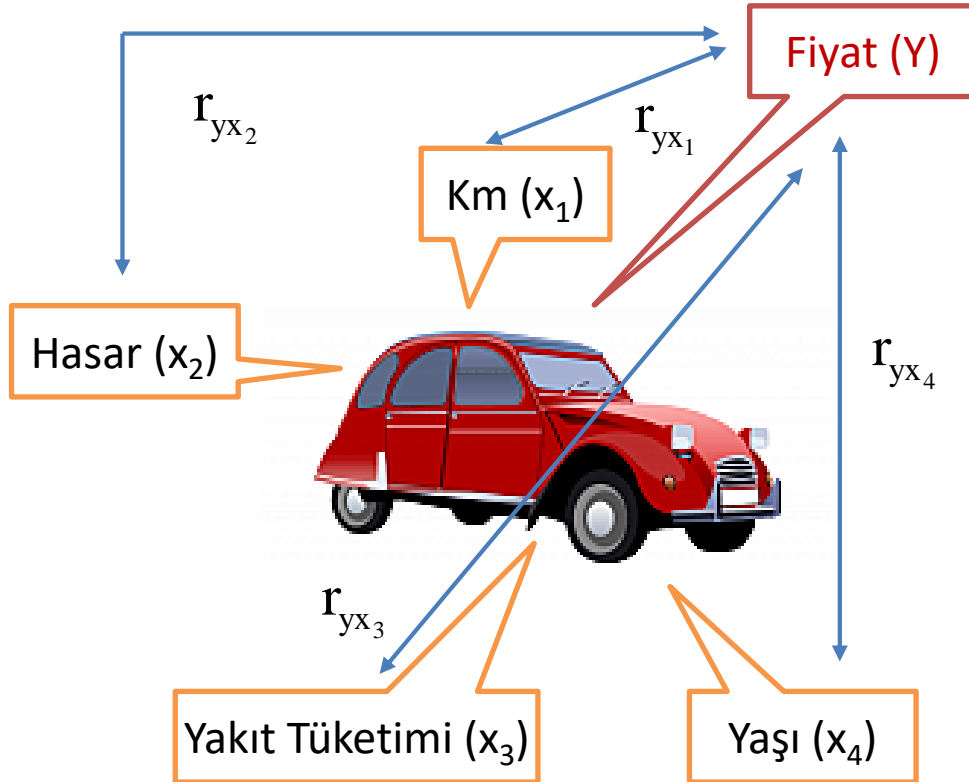 Fiyat (Y)
r_yx₂
r_yx₁
Km (x₁)
Hasar (x₂)
r_yx₄
r_yx₃
Yakıt Tüketimi (x₃)
Yaşı (x₄)